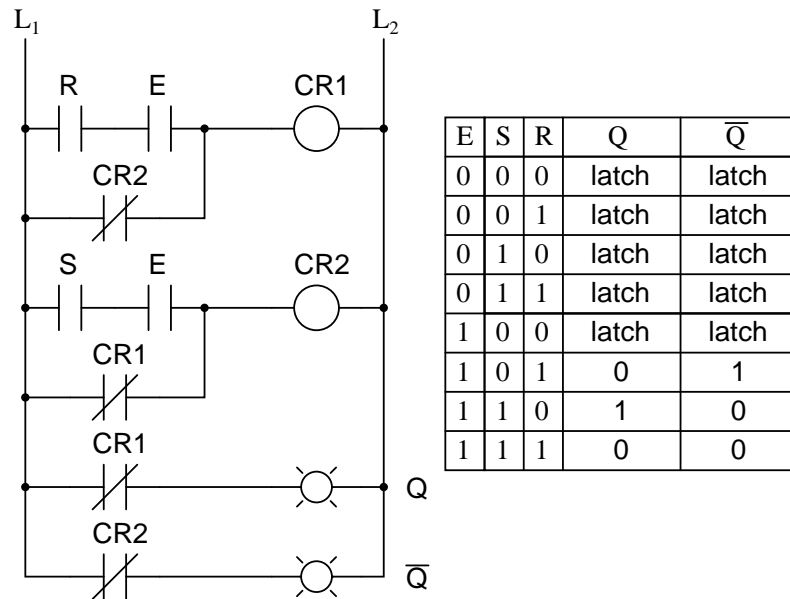 L1 L2
R E CR1
CR2
S E CR2
CR1
CR1
Q
CR2
Q̅
E S R Q Q̅
0 0 0 latch latch
0 0 1 latch latch
0 1 0 latch latch
0 1 1 latch latch
1 0 0 latch latch
1 0 1 0 1
1 1 0 1 0
1 1 1 0 0